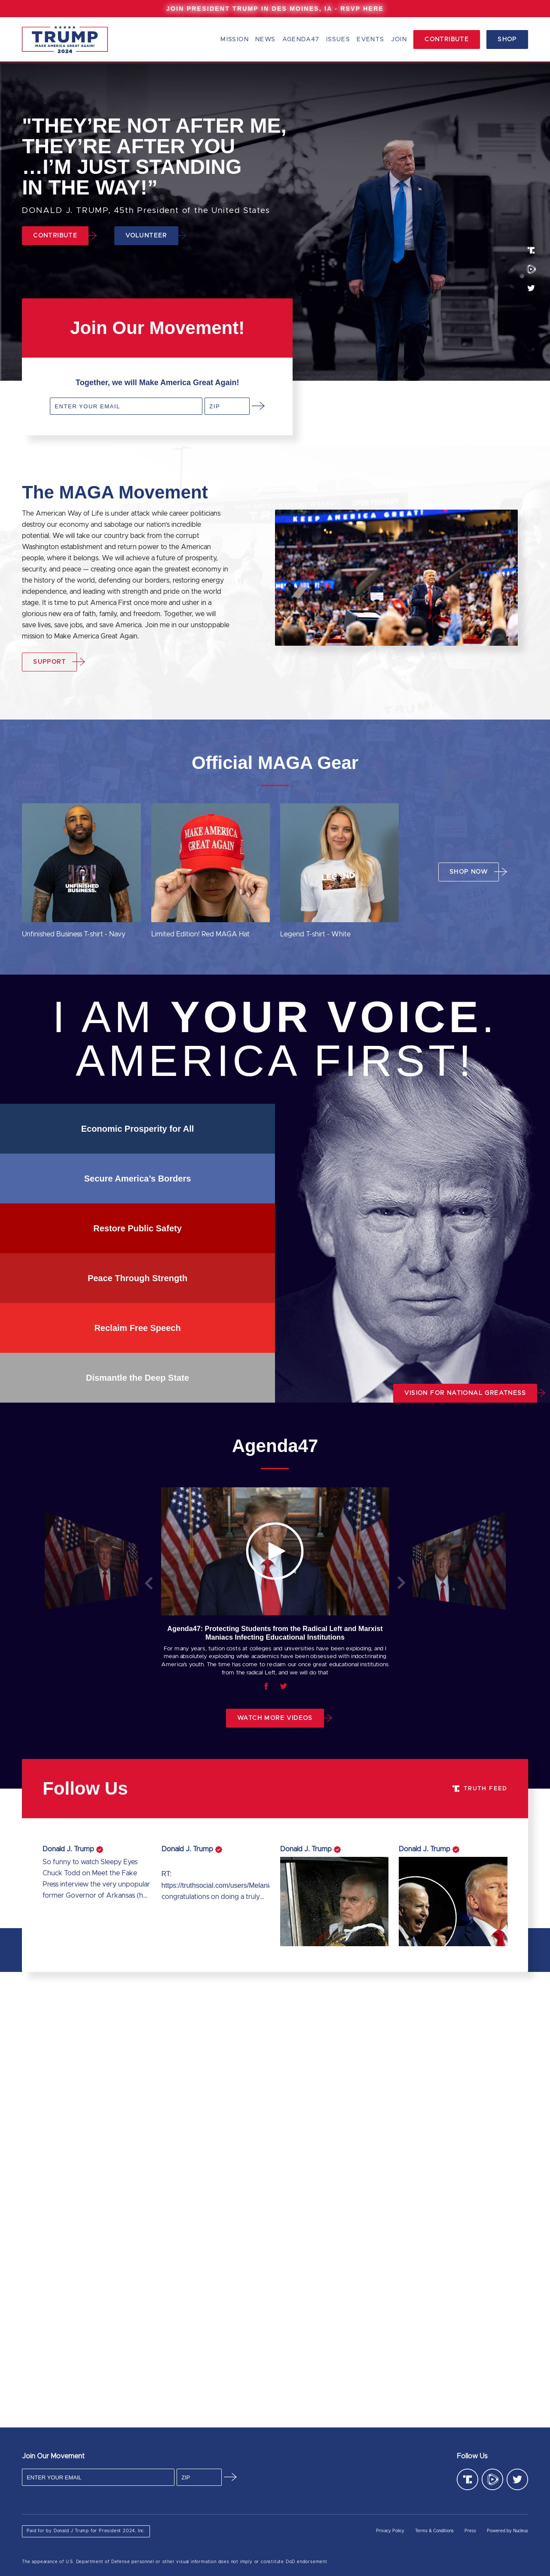 JOIN PRESIDENT TRUMP IN DES MOINES, IA - RSVP HERE
TRUMP
MAKE AMERICA GREAT AGAIN!
2024
MISSION NEWS AGENDA47 ISSUES EVENTS JOIN CONTRIBUTE SHOP
"THEY’RE NOT AFTER ME,
THEY’RE AFTER YOU
…I’M JUST STANDING
IN THE WAY!”
DONALD J. TRUMP, 45th President of the United States
CONTRIBUTE VOLUNTEER
Join Our Movement!
Together, we will Make America Great Again!
ENTER YOUR EMAIL ZIP
The MAGA Movement
The American Way of Life is under attack while career politicians
destroy our economy and sabotage our nation's incredible
potential. We will take our country back from the corrupt
Washington establishment and return power to the American
people, where it belongs. We will achieve a future of prosperity,
security, and peace — creating once again the greatest economy in
the history of the world, defending our borders, restoring energy
independence, and leading with strength and pride on the world
stage. It is time to put America First once more and usher in a
glorious new era of faith, family, and freedom. Together, we will
save lives, save jobs, and save America. Join me in our unstoppable
mission to Make America Great Again.
KEEP AMERICA GREAT!
SUPPORT
Official MAGA Gear
UNFINISHED
BUSINESS.
MAKE AMERICA
GREAT AGAIN
LEGEND
SHOP NOW
Unfinished Business T-shirt - Navy
Limited Edition! Red MAGA Hat
Legend T-shirt - White
I AM YOUR VOICE.
AMERICA FIRST!
Economic Prosperity for All
Secure America’s Borders
Restore Public Safety
Peace Through Strength
Reclaim Free Speech
Dismantle the Deep State
VISION FOR NATIONAL GREATNESS
Agenda47
Agenda47: Protecting Students from the Radical Left and Marxist
Maniacs Infecting Educational Institutions
For many years, tuition costs at colleges and universities have been exploding, and I
mean absolutely exploding while academics have been obsessed with indoctrinating
America's youth. The time has come to reclaim our once great educational institutions
from the radical Left, and we will do that
WATCH MORE VIDEOS
Follow Us
TRUTH FEED
Donald J. Trump
So funny to watch Sleepy Eyes
Chuck Todd on Meet the Fake
Press interview the very unpopular
former Governor of Arkansas (h...
Donald J. Trump
RT:
https://truthsocial.com/users/Melani
congratulations on doing a truly...
Donald J. Trump
Donald J. Trump
Join Our Movement
ENTER YOUR EMAIL ZIP
Follow Us
Paid for by Donald J Trump for President 2024, Inc.
Privacy Policy Terms & Conditions Press Powered by Nucleus
The appearance of U.S. Department of Defense personnel or other visual information does not imply or constitute DoD endorsement